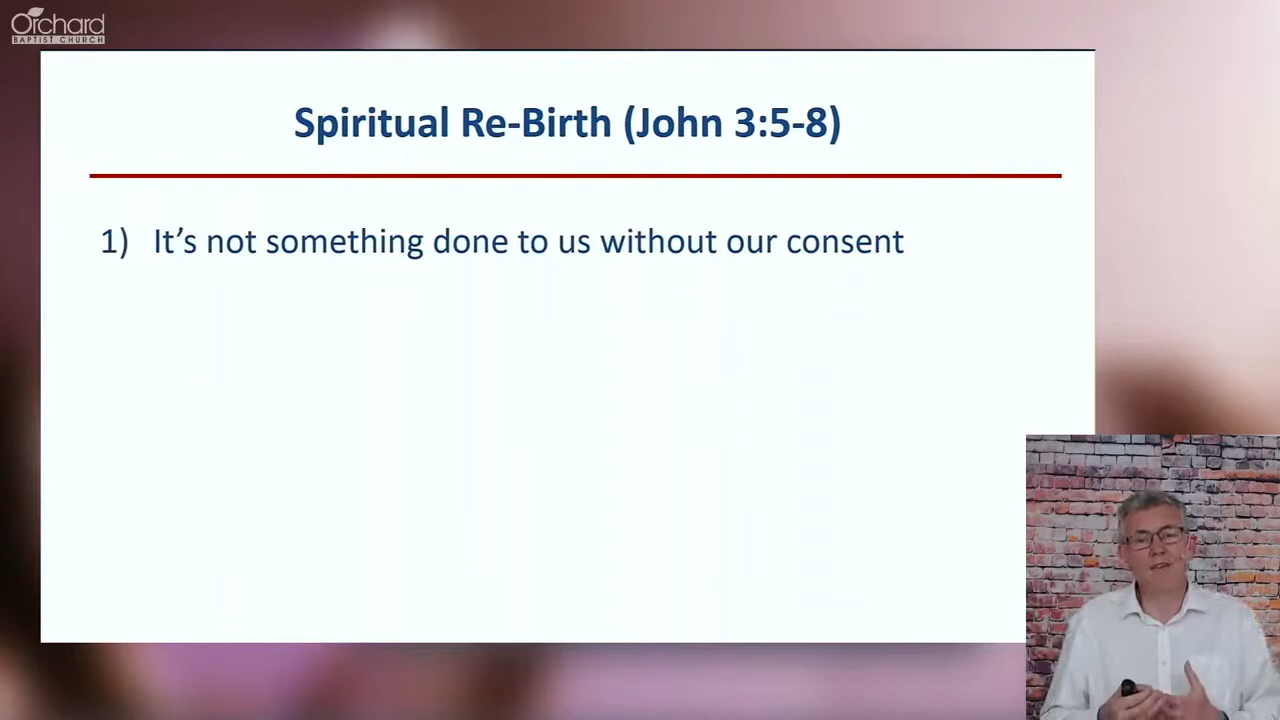 Orchard
BAPTIST CHURCH
Spiritual Re-Birth (John 3:5-8)
1) It’s not something done to us without our consent